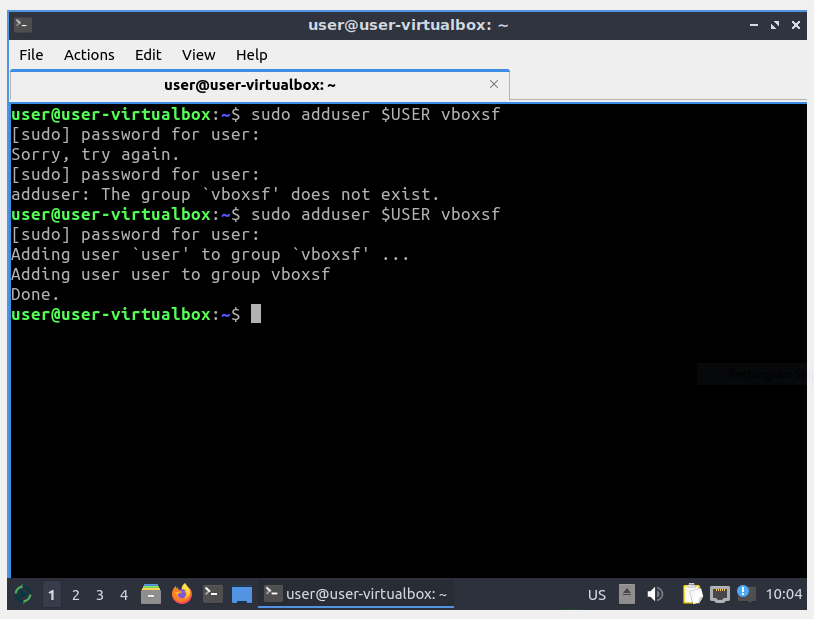 user@user-virtualbox: ~
File Actions Edit View Help
user@user-virtualbox: ~
user@user-virtualbox:~$ sudo adduser $USER vboxsf
[sudo] password for user:
Sorry, try again.
[sudo] password for user:
adduser: The group `vboxsf' does not exist.
user@user-virtualbox:~$ sudo adduser $USER vboxsf
[sudo] password for user:
Adding user `user' to group `vboxsf' ...
Adding user user to group vboxsf
Done.
user@user-virtualbox:~$
Rectangular
1 2 3 4 user@user-virtualbox: ~ US 10:04